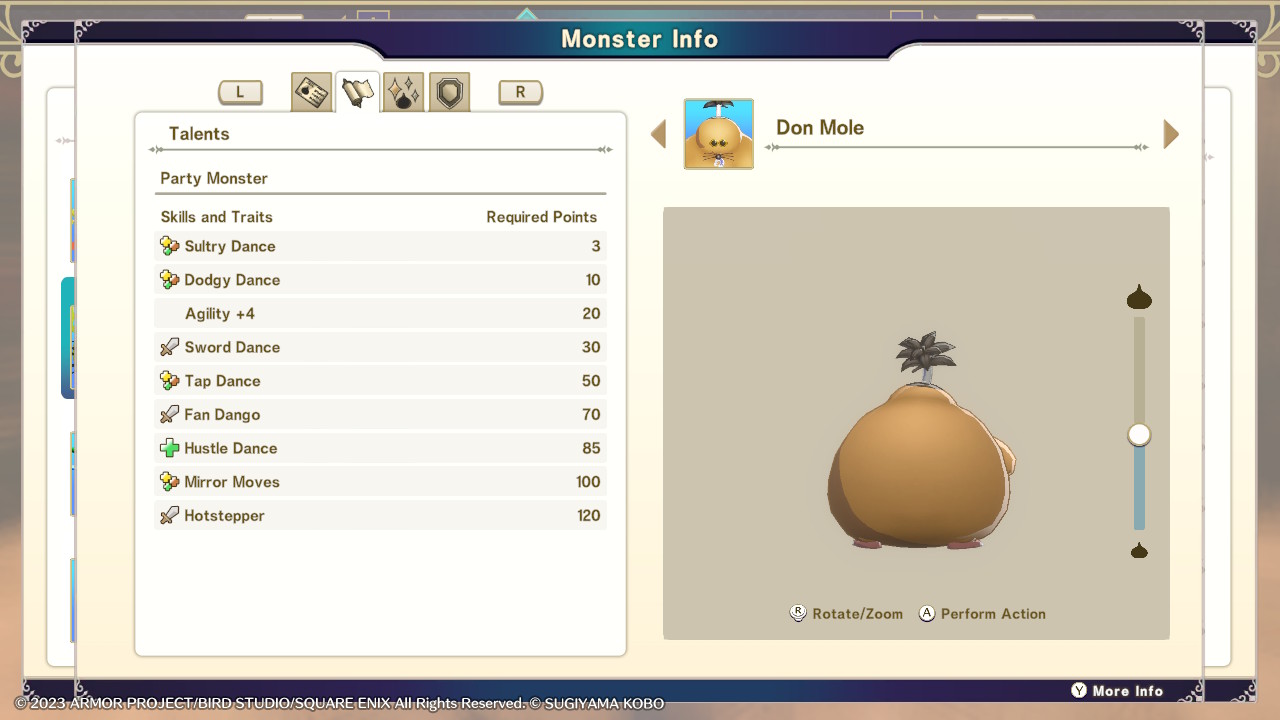 Monster Info
L
R
Talents
Party Monster
Skills and Traits Required Points
Sultry Dance 3
Dodgy Dance 10
Agility +4 20
Sword Dance 30
Tap Dance 50
Fan Dango 70
Hustle Dance 85
Mirror Moves 100
Hotstepper 120
Don Mole
R Rotate/Zoom A Perform Action
Y More Info
© 2023 ARMOR PROJECT/BIRD STUDIO/SQUARE ENIX All Rights Reserved. © SUGIYAMA KOBO